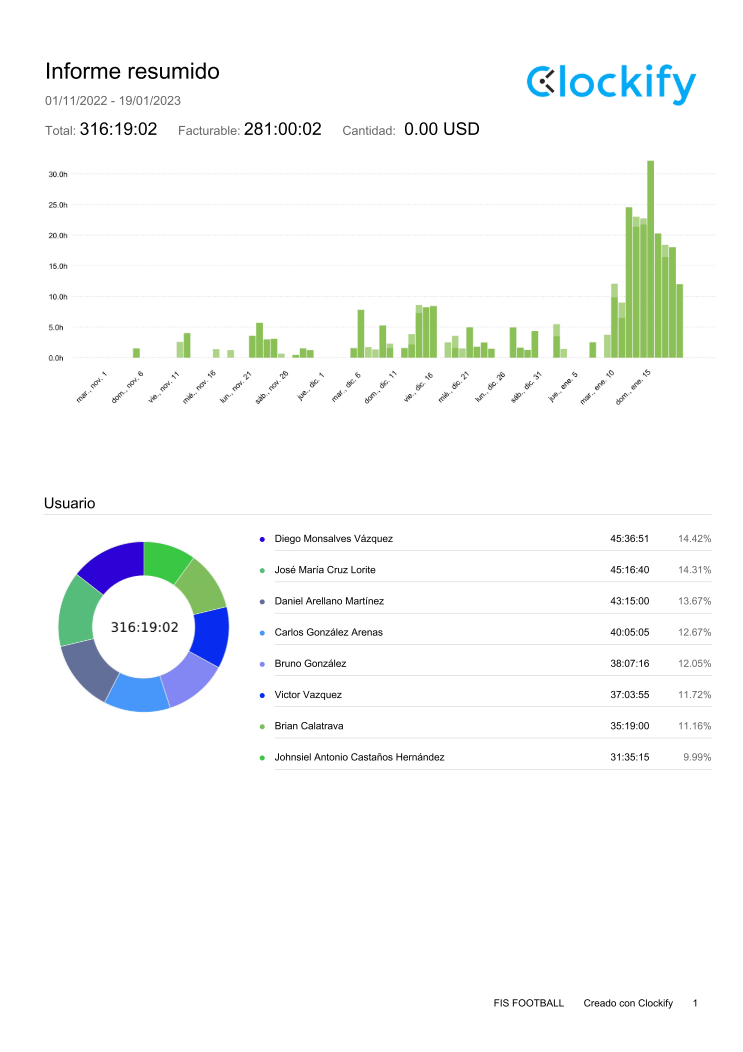 Informe resumido
Clockify
01/11/2022 - 19/01/2023
Total: 316:19:02 Facturable: 281:00:02 Cantidad: 0.00 USD
30.0h
25.0h
20.0h
15.0h
10.0h
5.0h
0.0h
mar., nov. 1
dom., nov. 6
vie., nov. 11
mié., nov. 16
lun., nov. 21
sáb., nov. 26
jue., dic. 1
mar., dic. 6
dom., dic. 11
vie., dic. 16
mié., dic. 21
lun., dic. 26
sáb., dic. 31
jue., ene. 5
mar., ene. 10
dom., ene. 15
Usuario
316:19:02
Diego Monsalves Vázquez 45:36:51 14.42%
José María Cruz Lorite 45:16:40 14.31%
Daniel Arellano Martínez 43:15:00 13.67%
Carlos González Arenas 40:05:05 12.67%
Bruno González 38:07:16 12.05%
Victor Vazquez 37:03:55 11.72%
Brian Calatrava 35:19:00 11.16%
Johnsiel Antonio Castaños Hernández 31:35:15 9.99%
FIS FOOTBALL Creado con Clockify 1